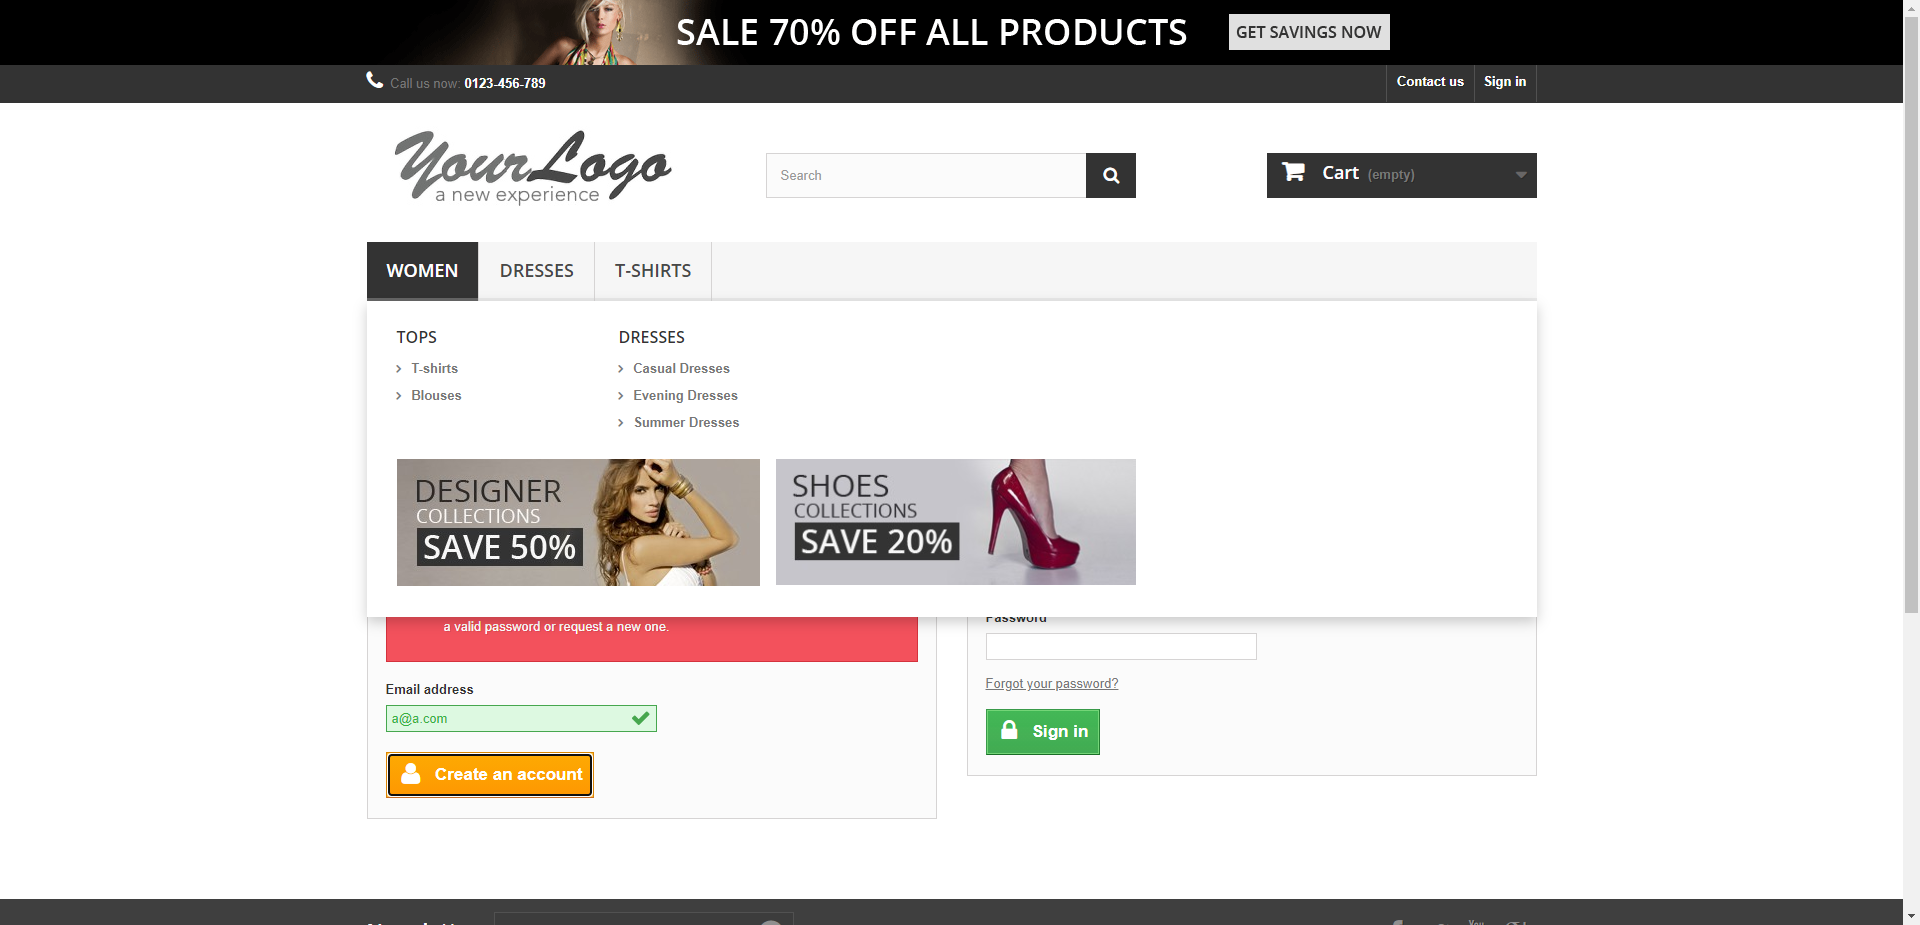 SALE 70% OFF ALL PRODUCTS
GET SAVINGS NOW
Call us now: 0123-456-789
Contact us
Sign in
YourLogo
a new experience
Search
Cart (empty)
WOMEN
DRESSES
T-SHIRTS
TOPS
T-shirts
Blouses
DRESSES
Casual Dresses
Evening Dresses
Summer Dresses
DESIGNER
COLLECTIONS
SAVE 50%
SHOES
COLLECTIONS
SAVE 20%
a valid password or request a new one.
Email address
a@a.com
Create an account
Password
Forgot your password?
Sign in